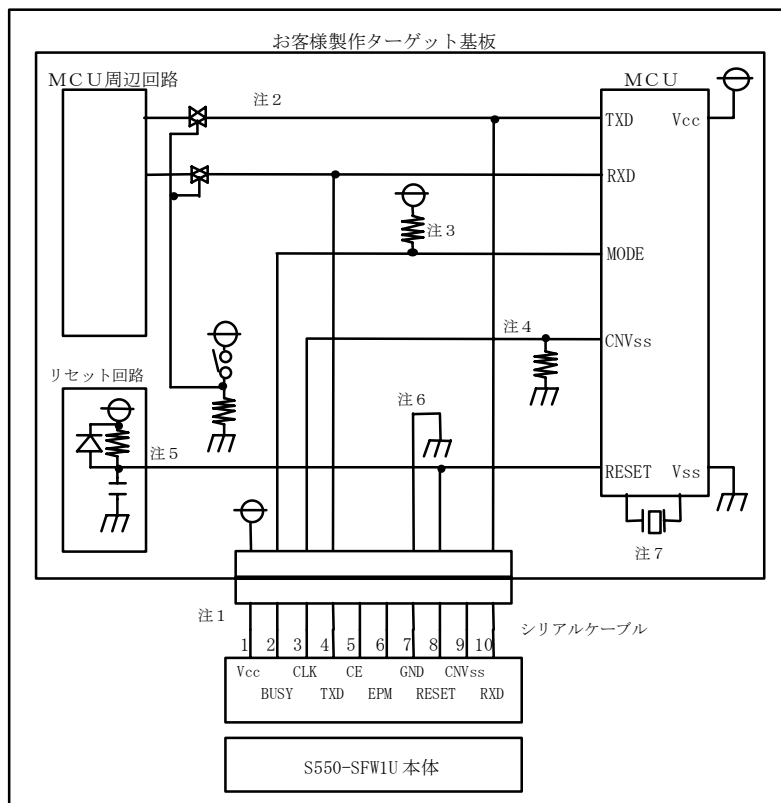 お客様製作ターゲット基板
MCU周辺回路
MCU
注2
TXD
Vcc
RXD
注3
MODE
注4
CNVss
リセット回路
注6
注5
RESET
Vss
注7
注1
シリアルケーブル
1 2 3 4 5 6 7 8 9 10
Vcc CLK CE GND CNVss
BUSY TXD EPM RESET RXD
S550-SFW1U 本体